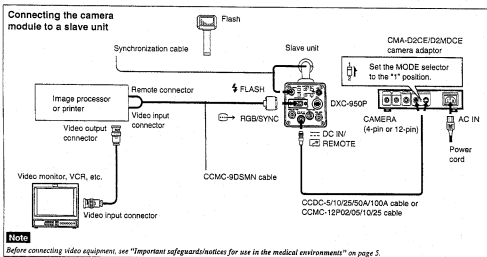 Connecting the camera
module to a slave unit
Flash
Synchronization cable
Slave unit
CMA-D2CE/D2MDCE
camera adaptor
Set the MODE selector
to the "1" position.
Image processor
or printer
Remote connector
FLASH
DXC-950P
Video input
connector
RGB/SYNC
CAMERA
(4-pin or 12-pin)
AC IN
Video output
connector
DC IN/
REMOTE
Power
cord
Video monitor, VCR, etc.
CCMC-9DSMN cable
CCDC-5/10/25/50A/100A cable or
CCMC-12P02/05/10/25 cable
Video input connector
Note
Before connecting video equipment, see "Important safeguards/notices for use in the medical environments" on page 5.